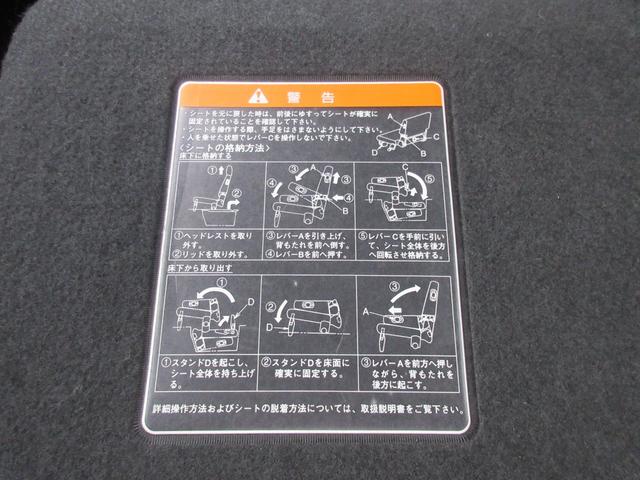 警告
・シートを元に戻した時は、前後にゆすってシートが確実に
固定されていることを確認して下さい。
・シートを操作する際、手足をはさまないようにして下さい。
・人を乗せた状態でレバーCを操作しないで下さい。
〈シートの格納方法〉
A
C
D
B
床下に格納する
①
②
③
A
③
④
④
B
C
⑤
①ヘッドレストを取り
外す。
②リッドを取り外す。
③レバーAを引き上げ、
背もたれを前へ倒す。
④レバーBを前へ押す。
⑤レバーCを手前に引い
て、シート全体を後方
へ回転させ格納する。
床下から取り出す
①
D
②
D
③
A
①スタンドDを起こし、
シート全体を持ち上げ
る。
②スタンドDを床面に
確実に固定する。
③レバーAを前方へ押し
ながら、背もたれを
後方に起こす。
詳細操作方法およびシートの脱着方法については、取扱説明書をご覧下さい。